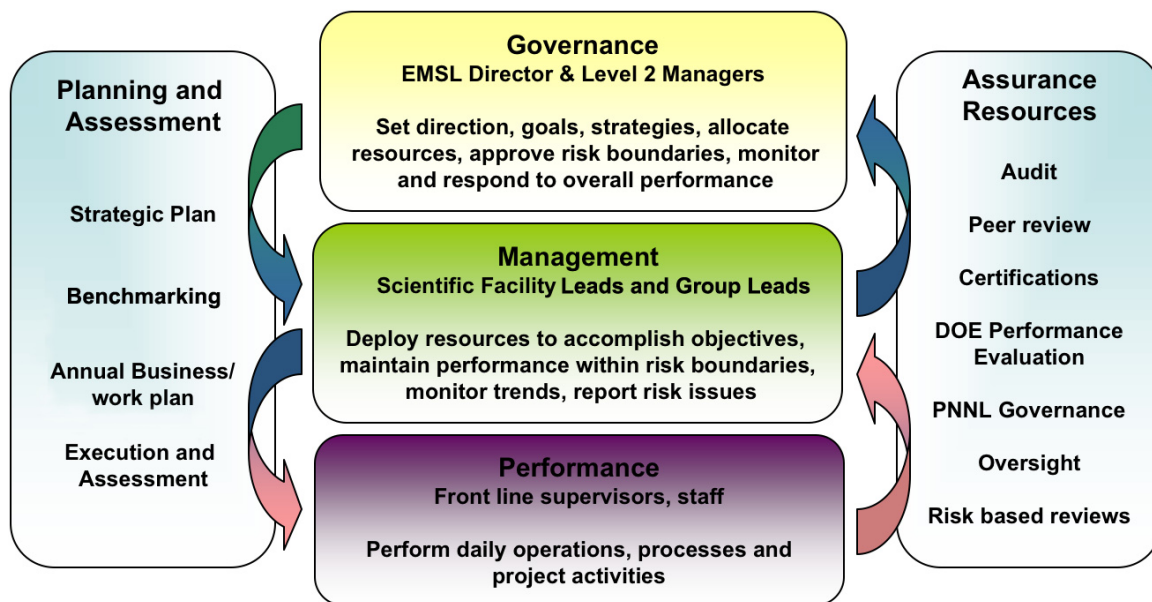 Planning and
Assessment
Strategic Plan
Benchmarking
Annual Business/
work plan
Execution and
Assessment
Governance
EMSL Director & Level 2 Managers
Set direction, goals, strategies, allocate
resources, approve risk boundaries, monitor
and respond to overall performance
Management
Scientific Facility Leads and Group Leads
Deploy resources to accomplish objectives,
maintain performance within risk boundaries,
monitor trends, report risk issues
Performance
Front line supervisors, staff
Perform daily operations, processes and
project activities
Assurance
Resources
Audit
Peer review
Certifications
DOE Performance
Evaluation
PNNL Governance
Oversight
Risk based reviews